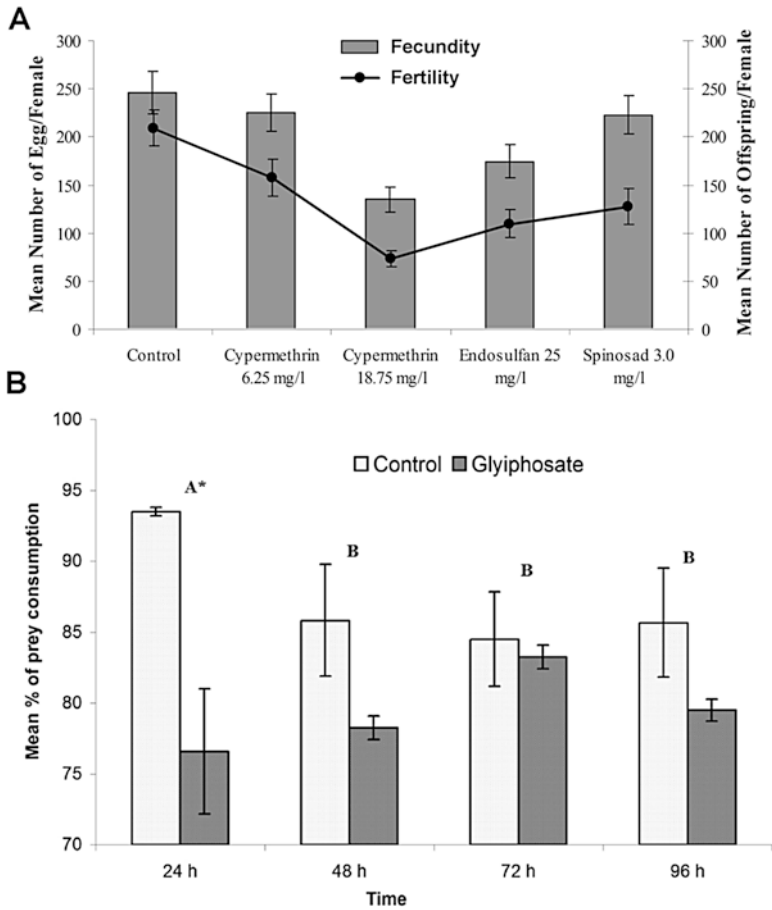 A
Mean Number of Egg/Female
300
250
200
150
100
50
0
Fecundity
Fertility
300
250
200
150
100
50
0
Mean Number of Offspring/Female
Control
Cypermethrin
6.25 mg/l
Cypermethrin
18.75 mg/l
Endosulfan 25
mg/l
Spinosad 3.0
mg/l
B
Mean % of prey consumption
100
95
90
85
80
75
70
Control
Glyiphosate
A*
B
B
B
24 h
48 h
72 h
96 h
Time